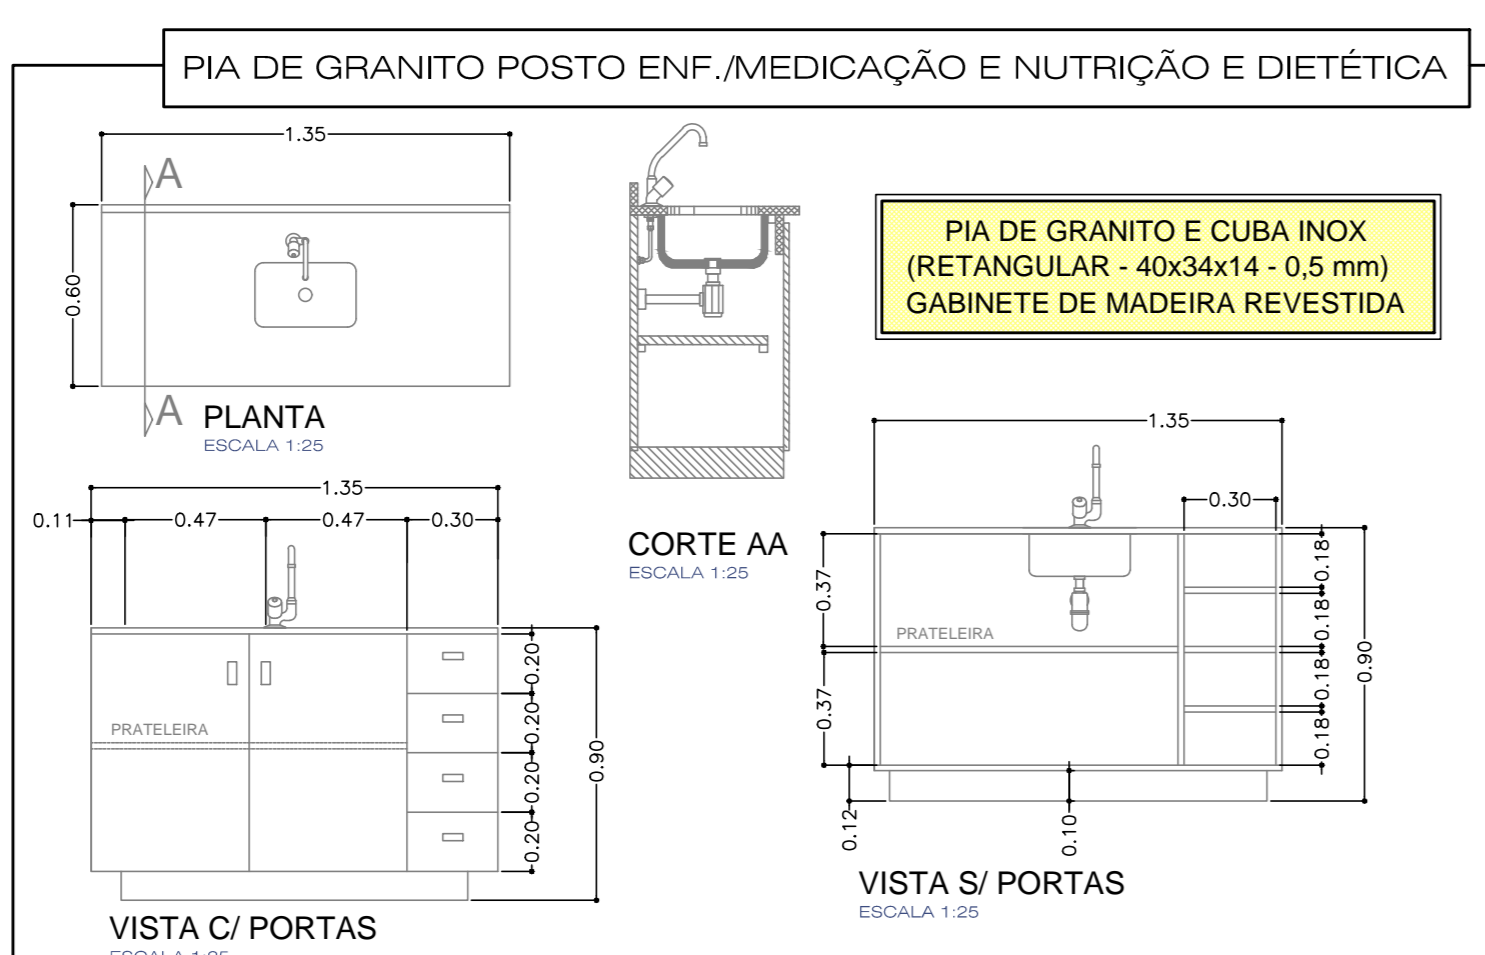 PIA DE GRANITO POSTO ENF./MEDICAÇÃO E NUTRIÇÃO E DIETÉTICA
1.35
A
0.60
A
PLANTA
ESCALA 1:25
CORTE AA
ESCALA 1:25
PIA DE GRANITO E CUBA INOX
(RETANGULAR - 40x34x14 - 0,5 mm)
GABINETE DE MADEIRA REVESTIDA
1.35
0.11 0.47 0.47 0.30
PRATELEIRA
0.20
0.20
0.20
0.20
0.90
VISTA C/ PORTAS
ESCALA 1:25
1.35
0.30
0.37
0.37
PRATELEIRA
0.18
0.18
0.18
0.18
0.90
0.12
0.10
VISTA S/ PORTAS
ESCALA 1:25